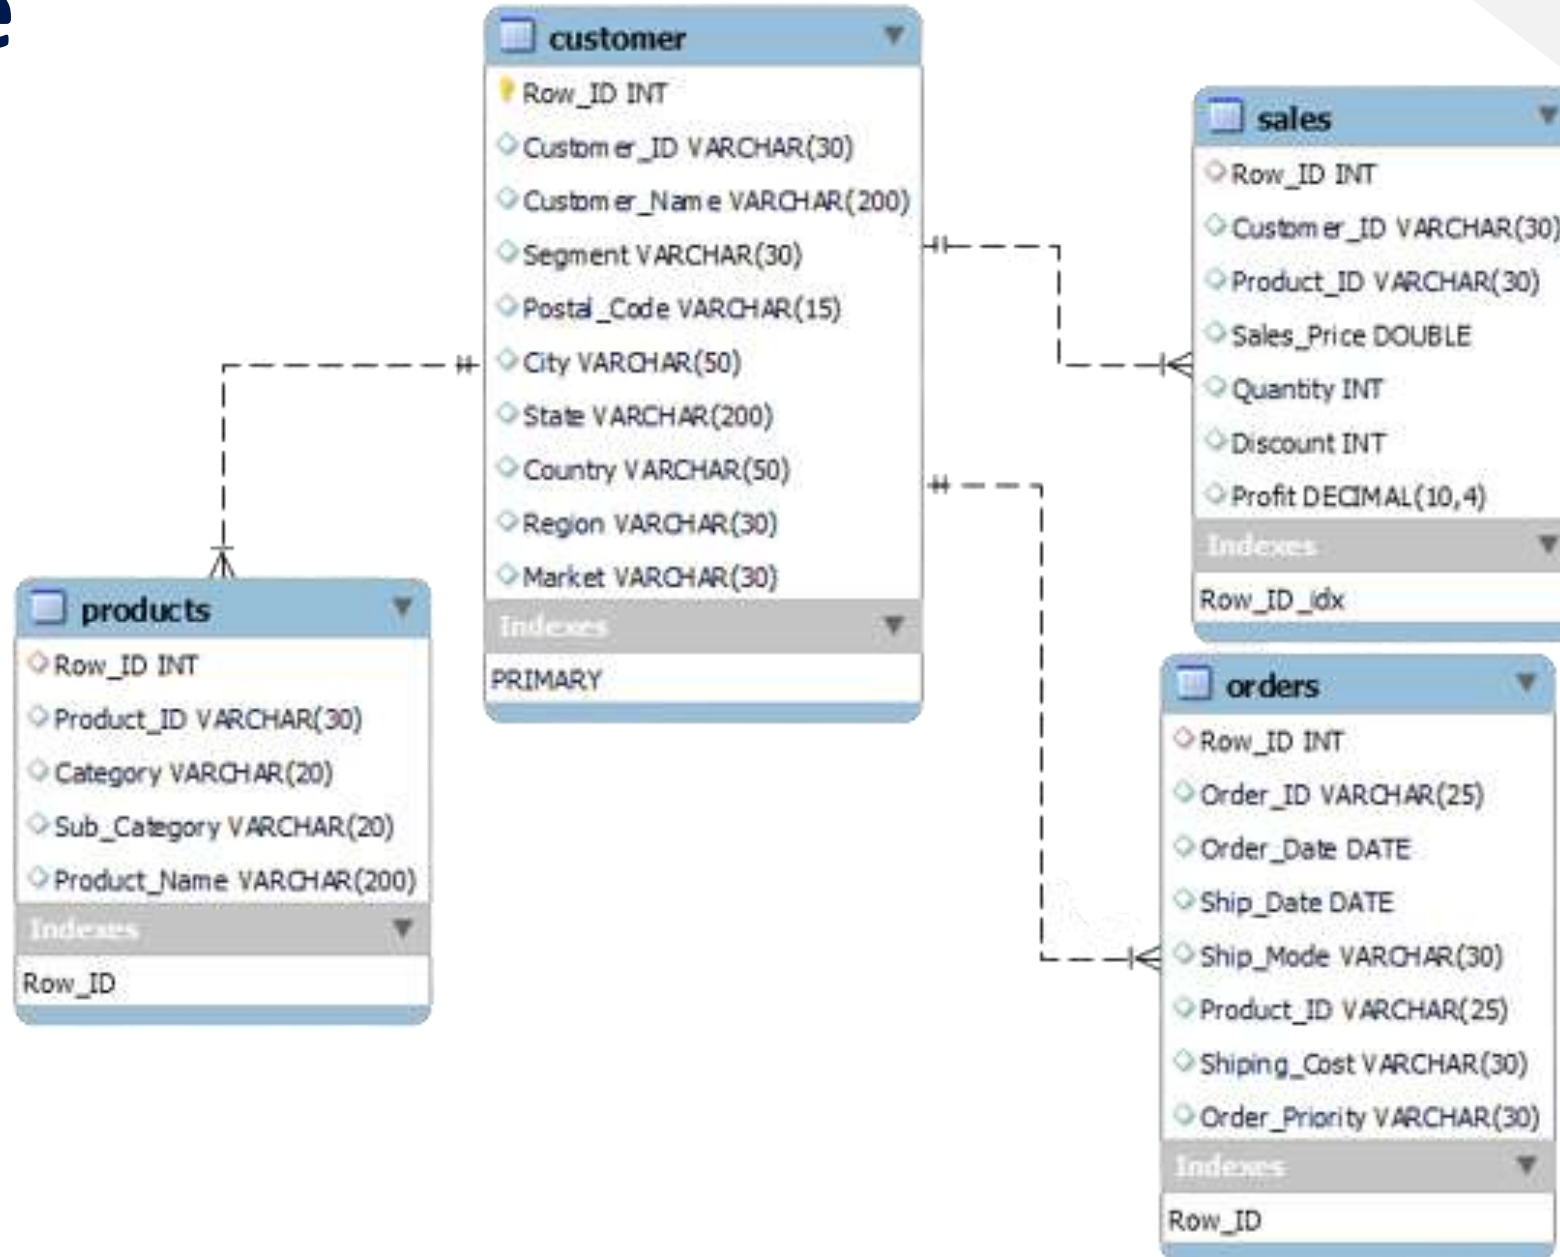 e
customer
Row_ID INT
Customer_ID VARCHAR(30)
Customer_Name VARCHAR(200)
Segment VARCHAR(30)
Postal_Code VARCHAR(15)
City VARCHAR(50)
State VARCHAR(200)
Country VARCHAR(50)
Region VARCHAR(30)
Market VARCHAR(30)
Indexes
PRIMARY
sales
Row_ID INT
Customer_ID VARCHAR(30)
Product_ID VARCHAR(30)
Sales_Price DOUBLE
Quantity INT
Discount INT
Profit DECIMAL(10,4)
Indexes
Row_ID_idx
products
Row_ID INT
Product_ID VARCHAR(30)
Category VARCHAR(20)
Sub_Category VARCHAR(20)
Product_Name VARCHAR(200)
Indexes
Row_ID
orders
Row_ID INT
Order_ID VARCHAR(25)
Order_Date DATE
Ship_Date DATE
Ship_Mode VARCHAR(30)
Product_ID VARCHAR(25)
Shiping_Cost VARCHAR(30)
Order_Priority VARCHAR(30)
Indexes
Row_ID